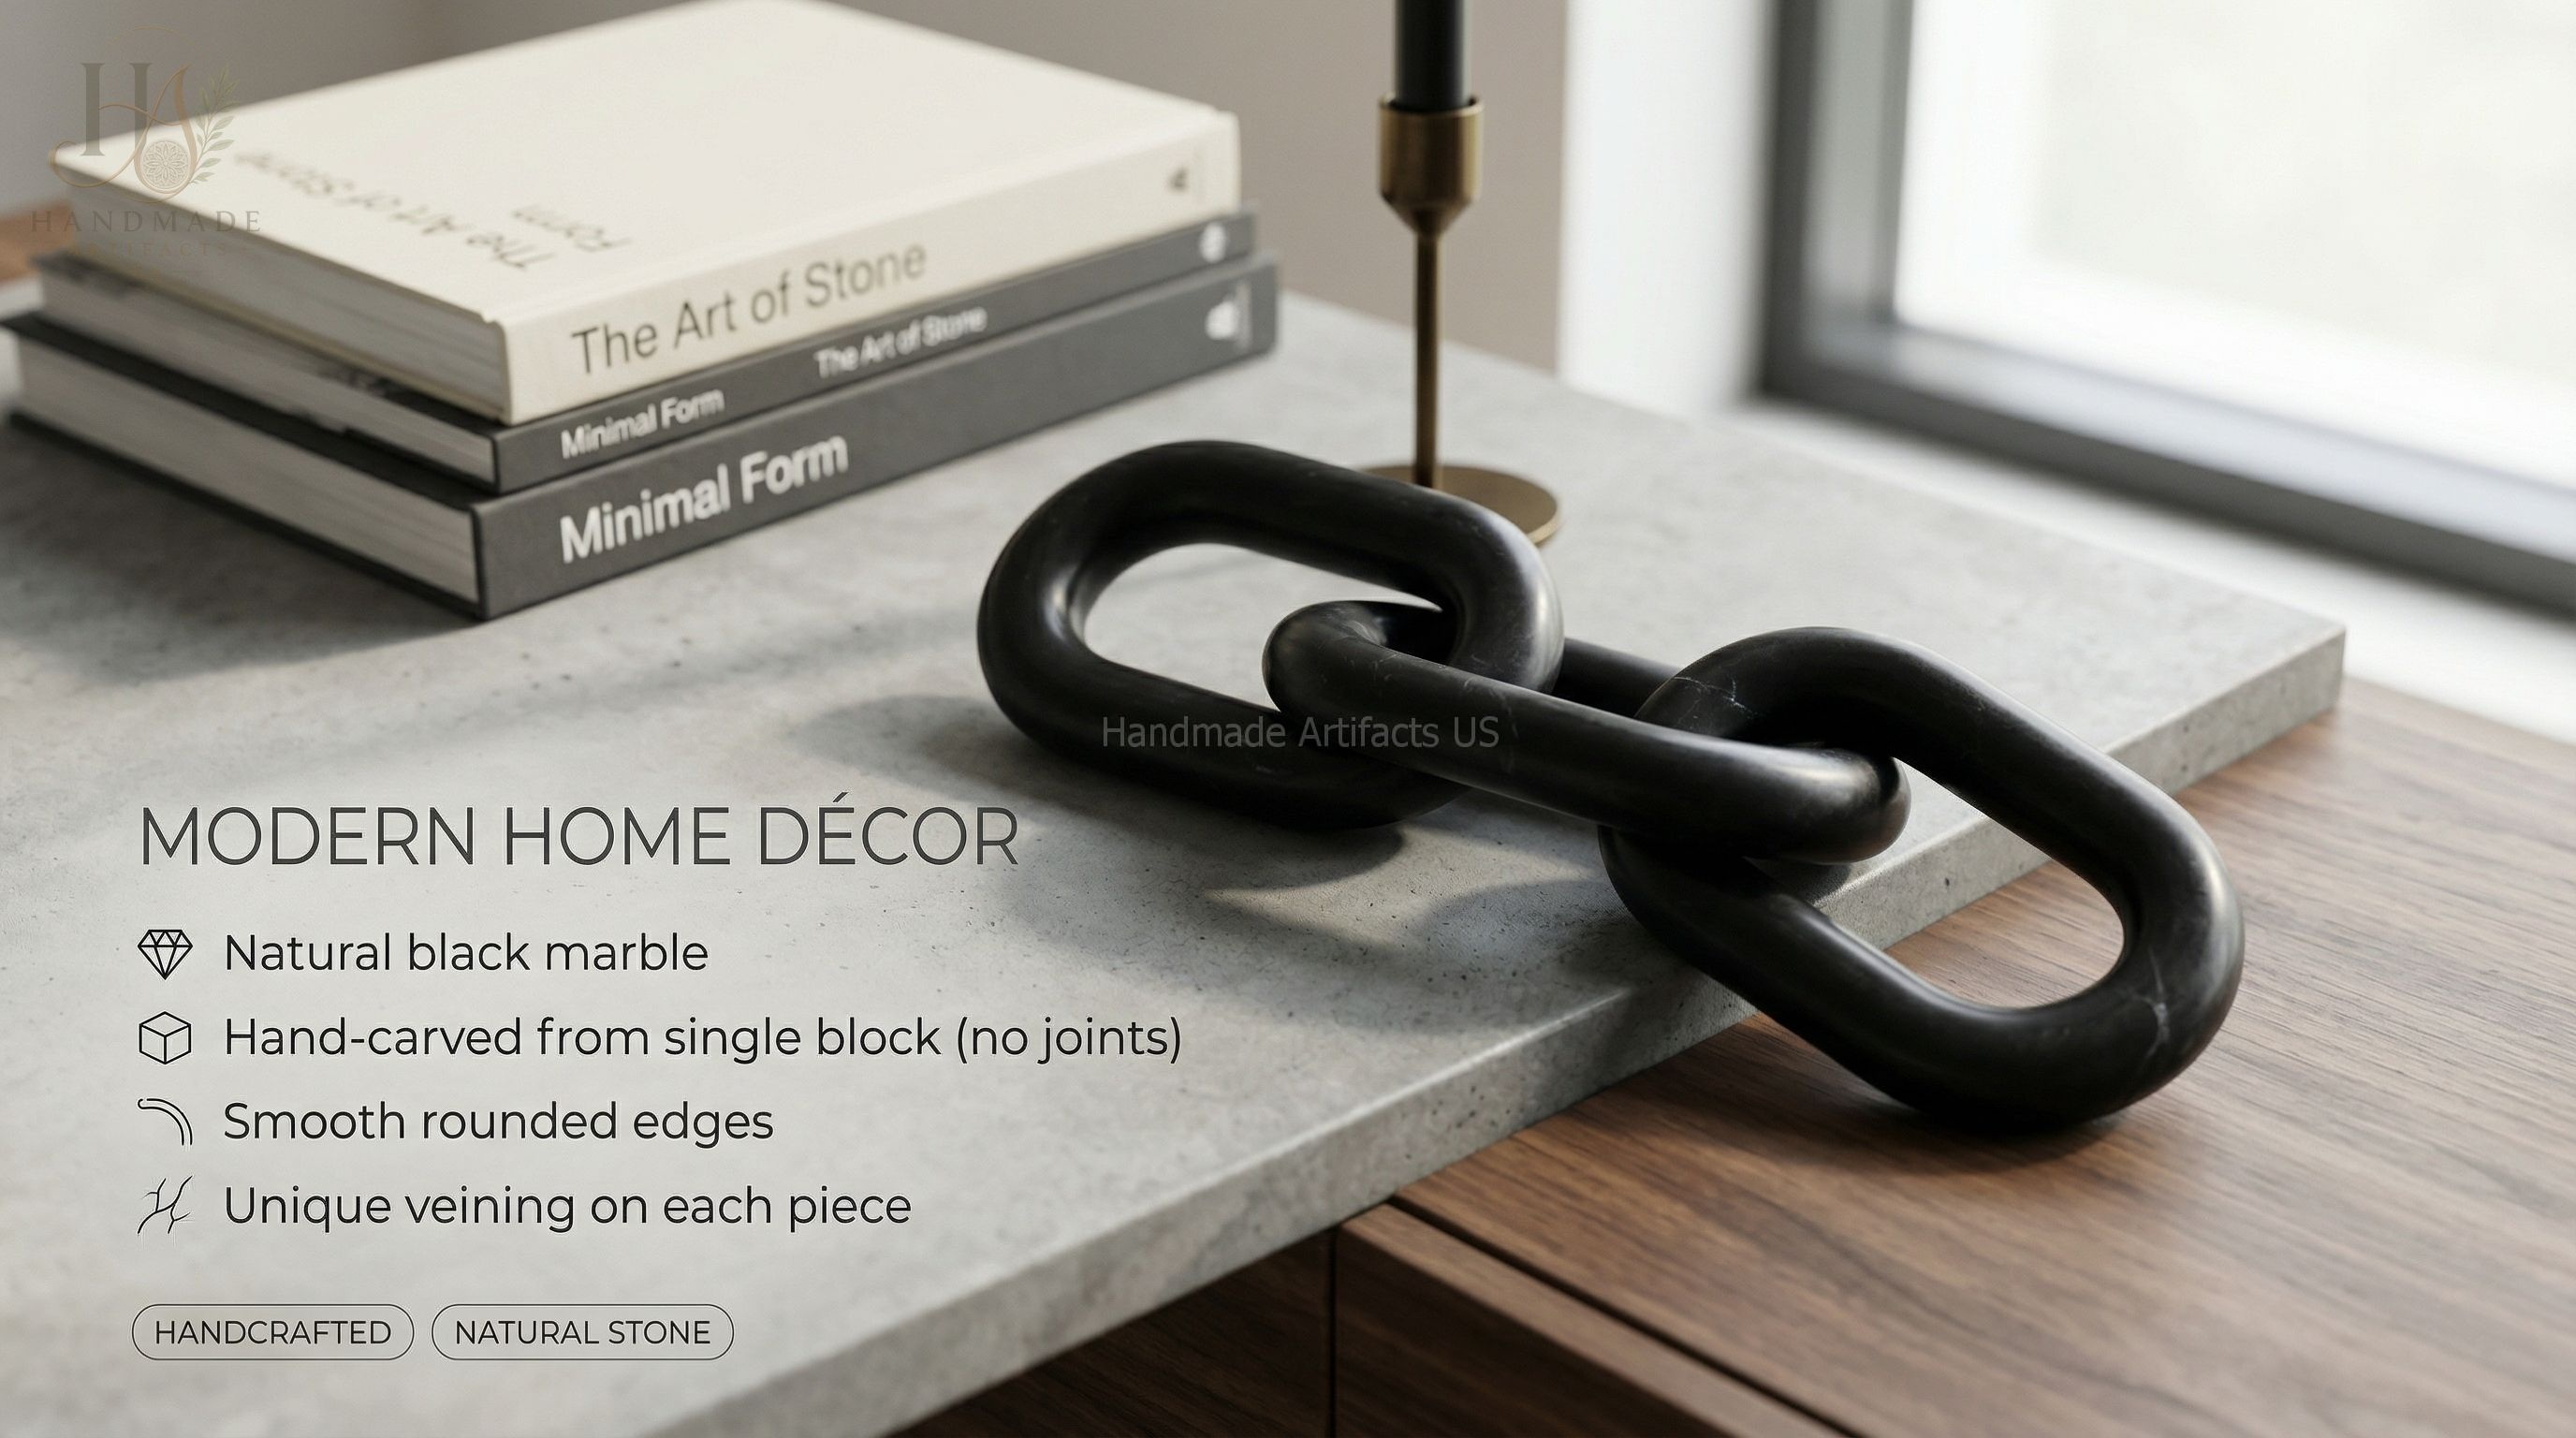 HA
HANDMADE
ARTIFACTS
The Art of Stone
Form
The Art of Stone
The Art of Stone
Minimal Form
Minimal Form
Handmade Artifacts US
MODERN HOME DÉCOR
Natural black marble
Hand-carved from single block (no joints)
Smooth rounded edges
Unique veining on each piece
HANDCRAFTED
NATURAL STONE